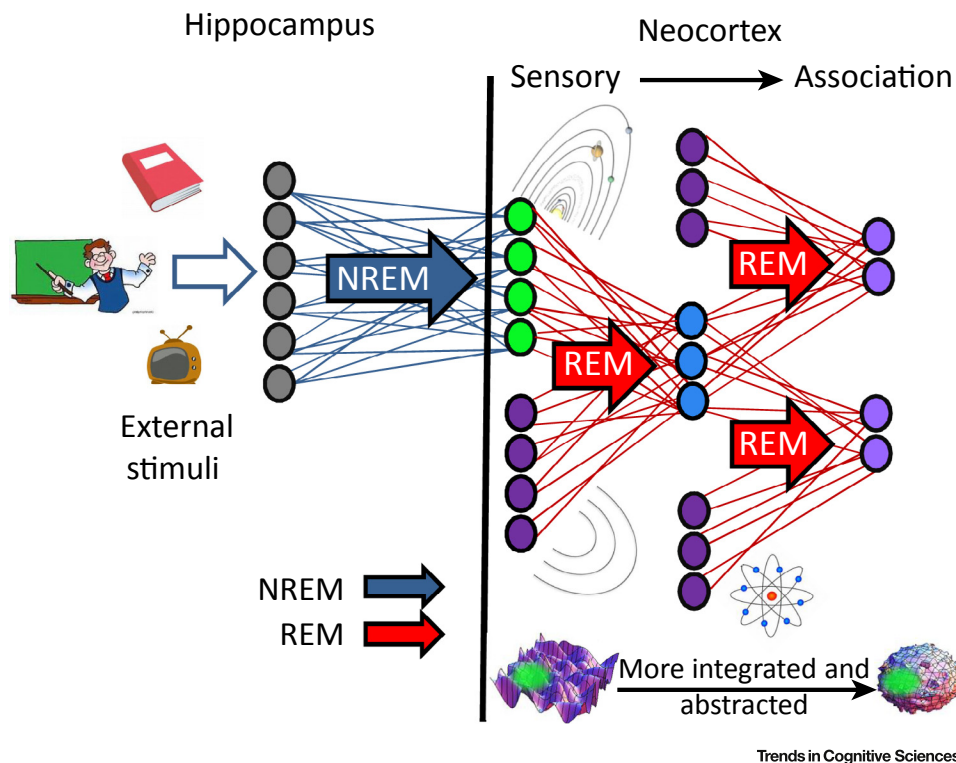 Hippocampus
Neocortex
Sensory
Association
NREM
REM
REM
REM
External
stimuli
NREM
REM
More integrated and
abstracted
Trends in Cognitive Sciences